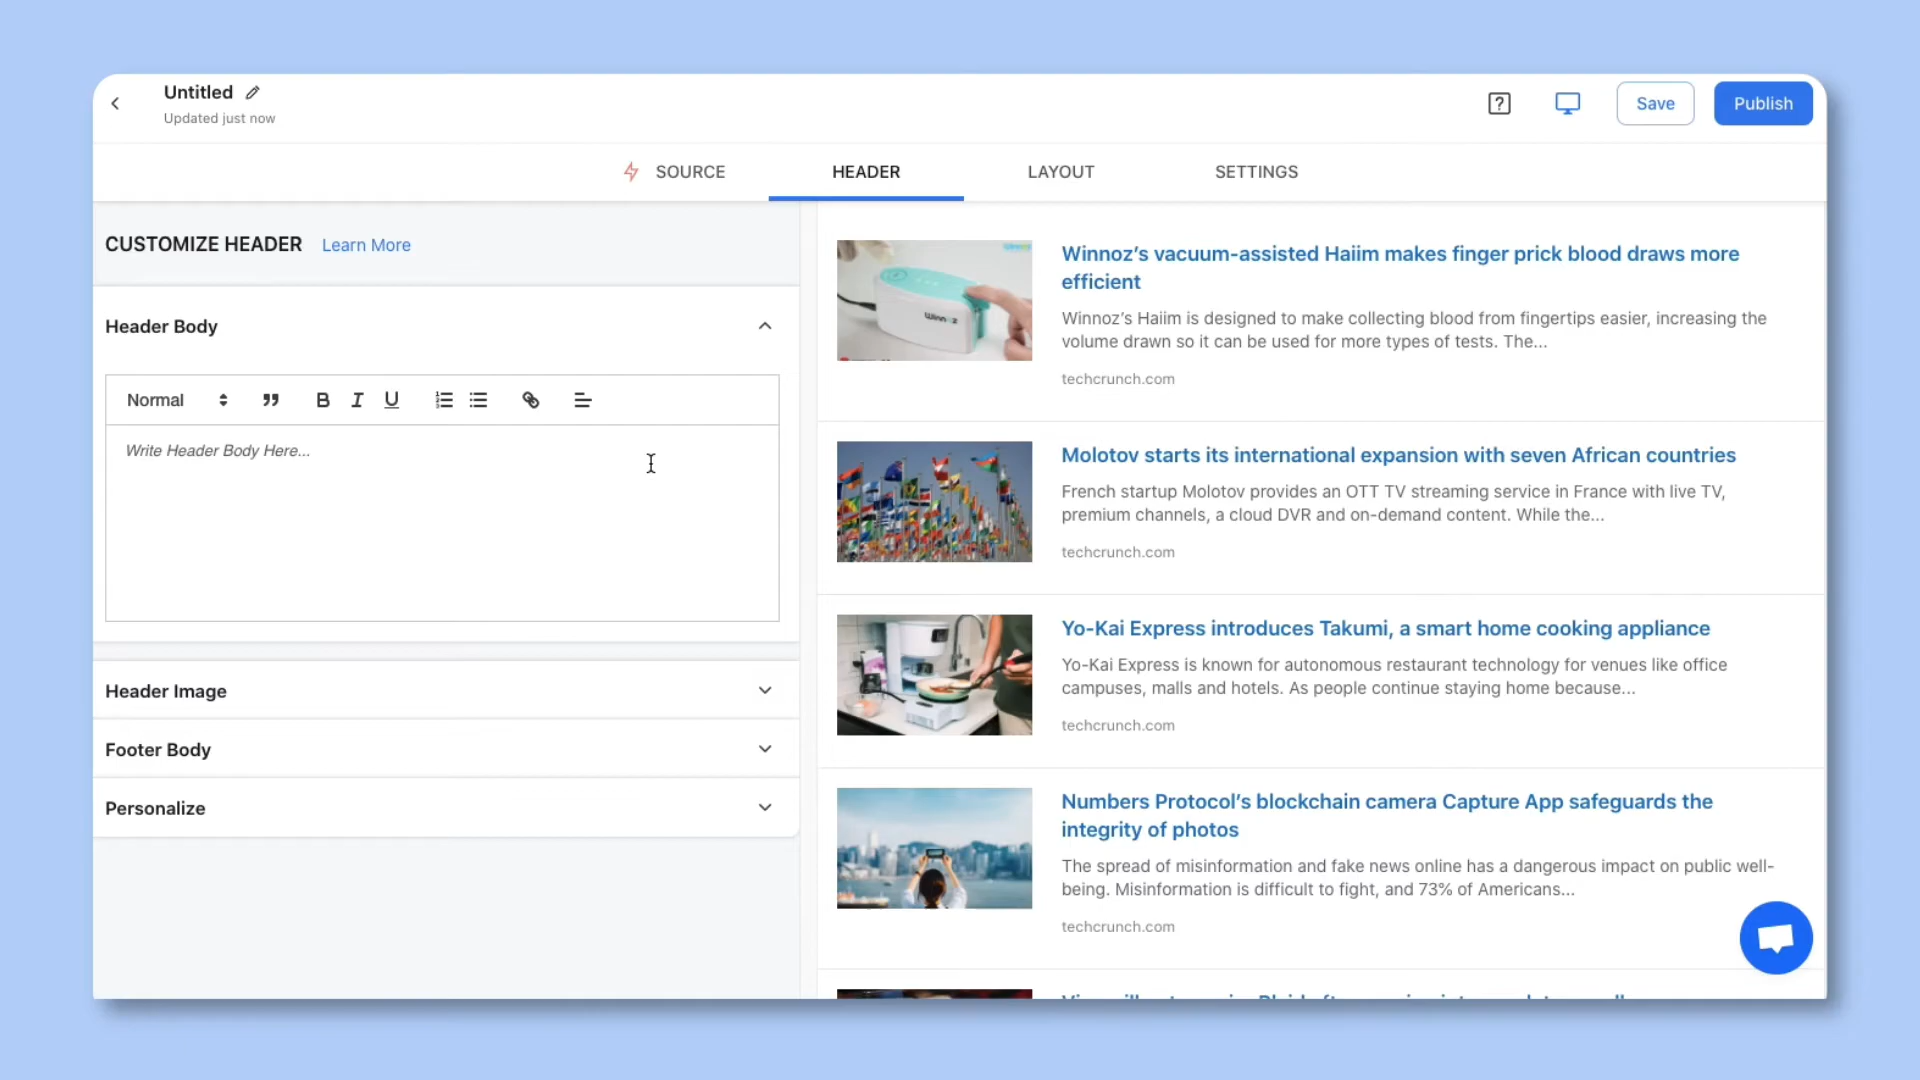 Untitled
Updated just now
Save
Publish
SOURCE
HEADER
LAYOUT
SETTINGS
CUSTOMIZE HEADER Learn More
Header Body
Normal
Write Header Body Here...
Header Image
Footer Body
Personalize
Winnoz
Winnoz’s vacuum-assisted Haiim makes finger prick blood draws more
efficient
Winnoz’s Haiim is designed to make collecting blood from fingertips easier, increasing the
volume drawn so it can be used for more types of tests. The...
techcrunch.com
Molotov starts its international expansion with seven African countries
French startup Molotov provides an OTT TV streaming service in France with live TV,
premium channels, a cloud DVR and on-demand content. While the...
techcrunch.com
Yo-Kai Express introduces Takumi, a smart home cooking appliance
Yo-Kai Express is known for autonomous restaurant technology for venues like office
campuses, malls and hotels. As people continue staying home because...
techcrunch.com
Numbers Protocol’s blockchain camera Capture App safeguards the
integrity of photos
The spread of misinformation and fake news online has a dangerous impact on public well-
being. Misinformation is difficult to fight, and 73% of Americans...
techcrunch.com